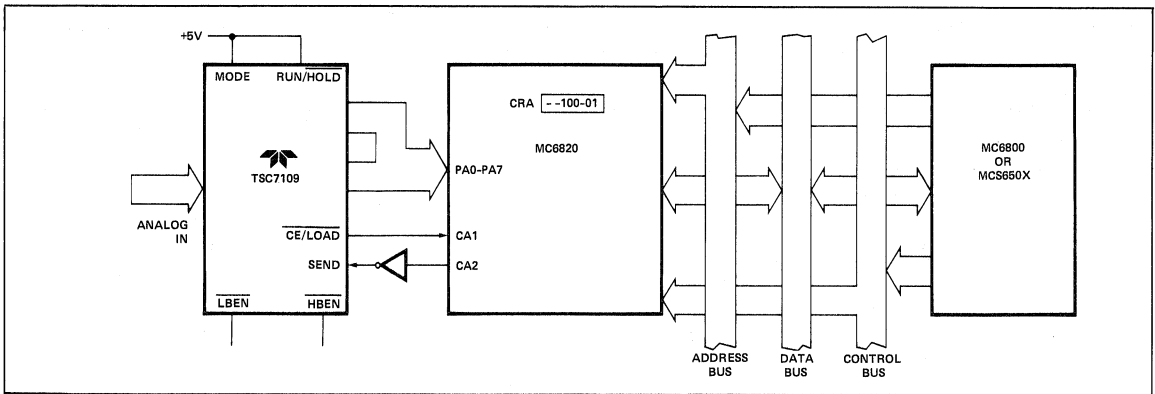 +5V
MODE RUN/HOLD
TSC7109
ANALOG
IN
CE/LOAD
SEND
LBEN HBEN
CRA --100-01
MC6820
PA0-PA7
CA1
CA2
ADDRESS
BUS
DATA
BUS
CONTROL
BUS
MC6800
OR
MCS650X